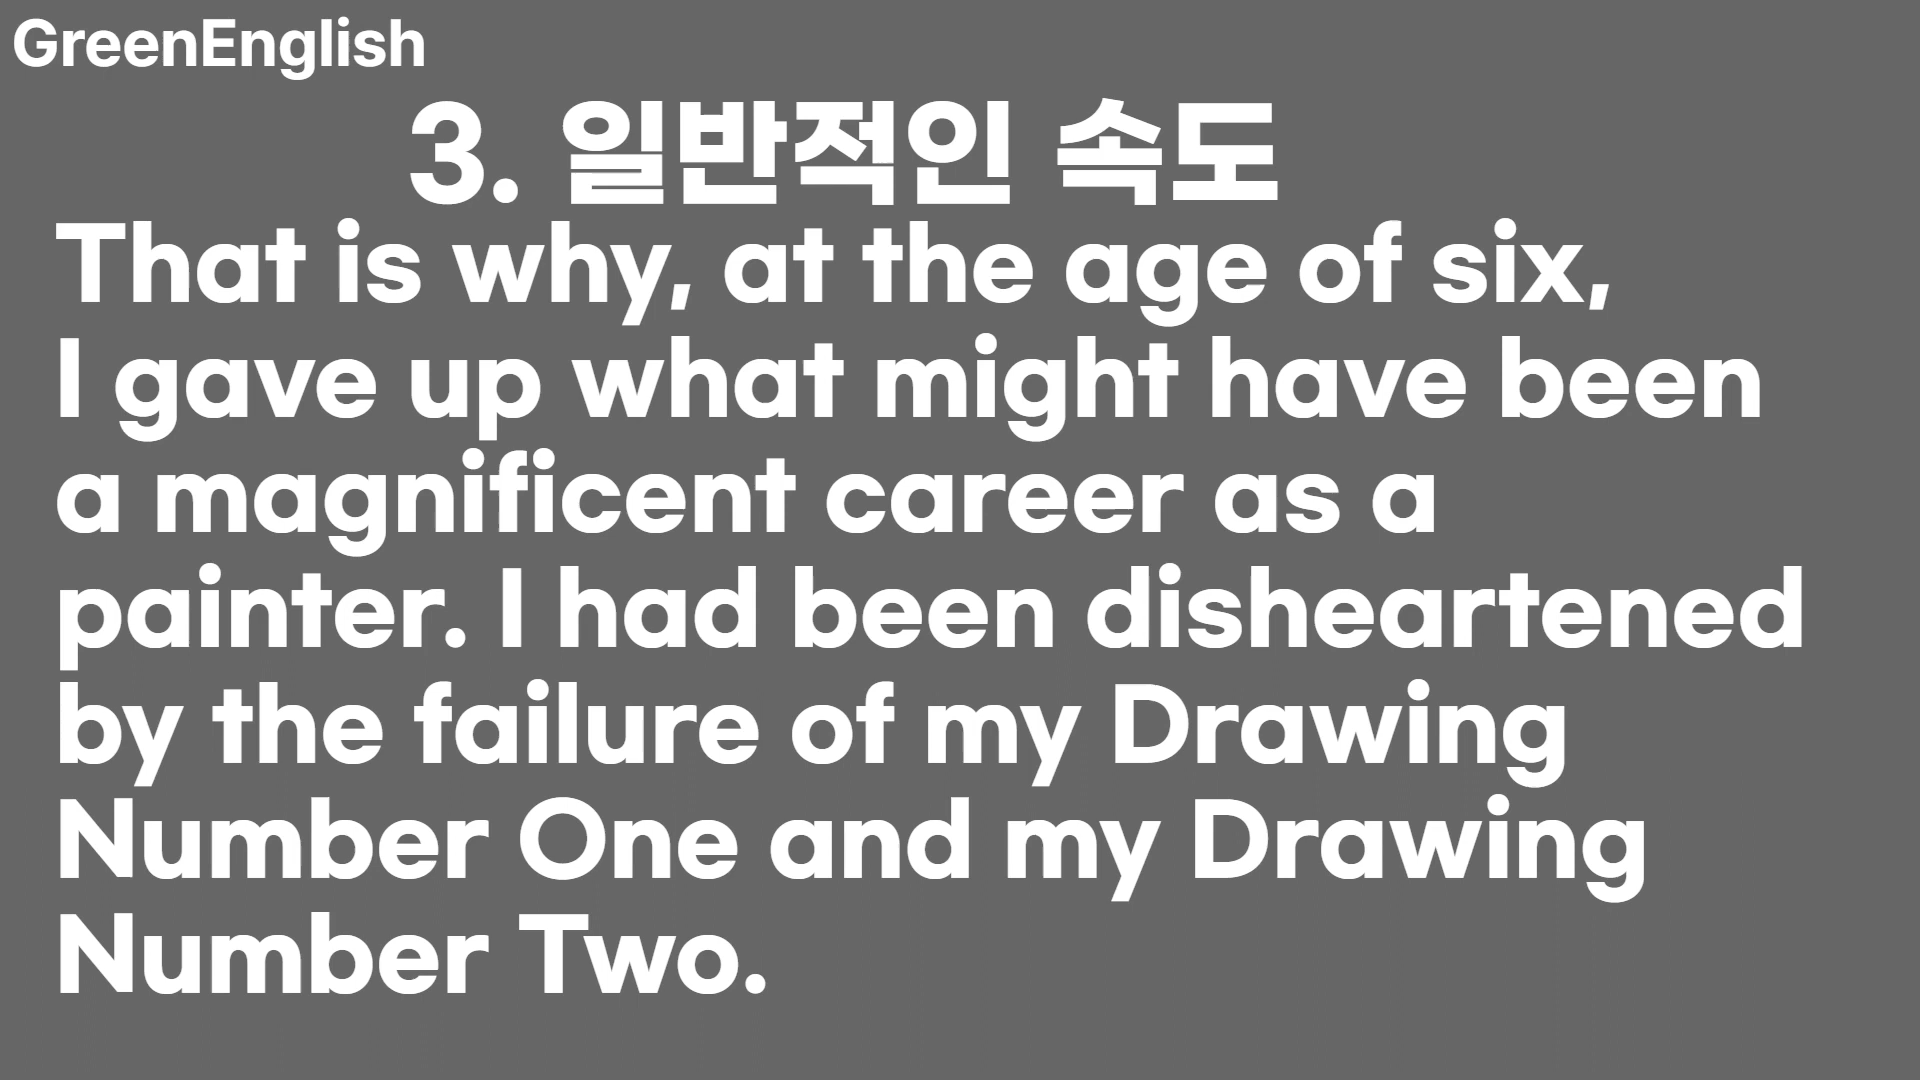 GreenEnglish
3. 일반적인 속도
That is why, at the age of six,
I gave up what might have been
a magnificent career as a
painter. I had been disheartened
by the failure of my Drawing
Number One and my Drawing
Number Two.